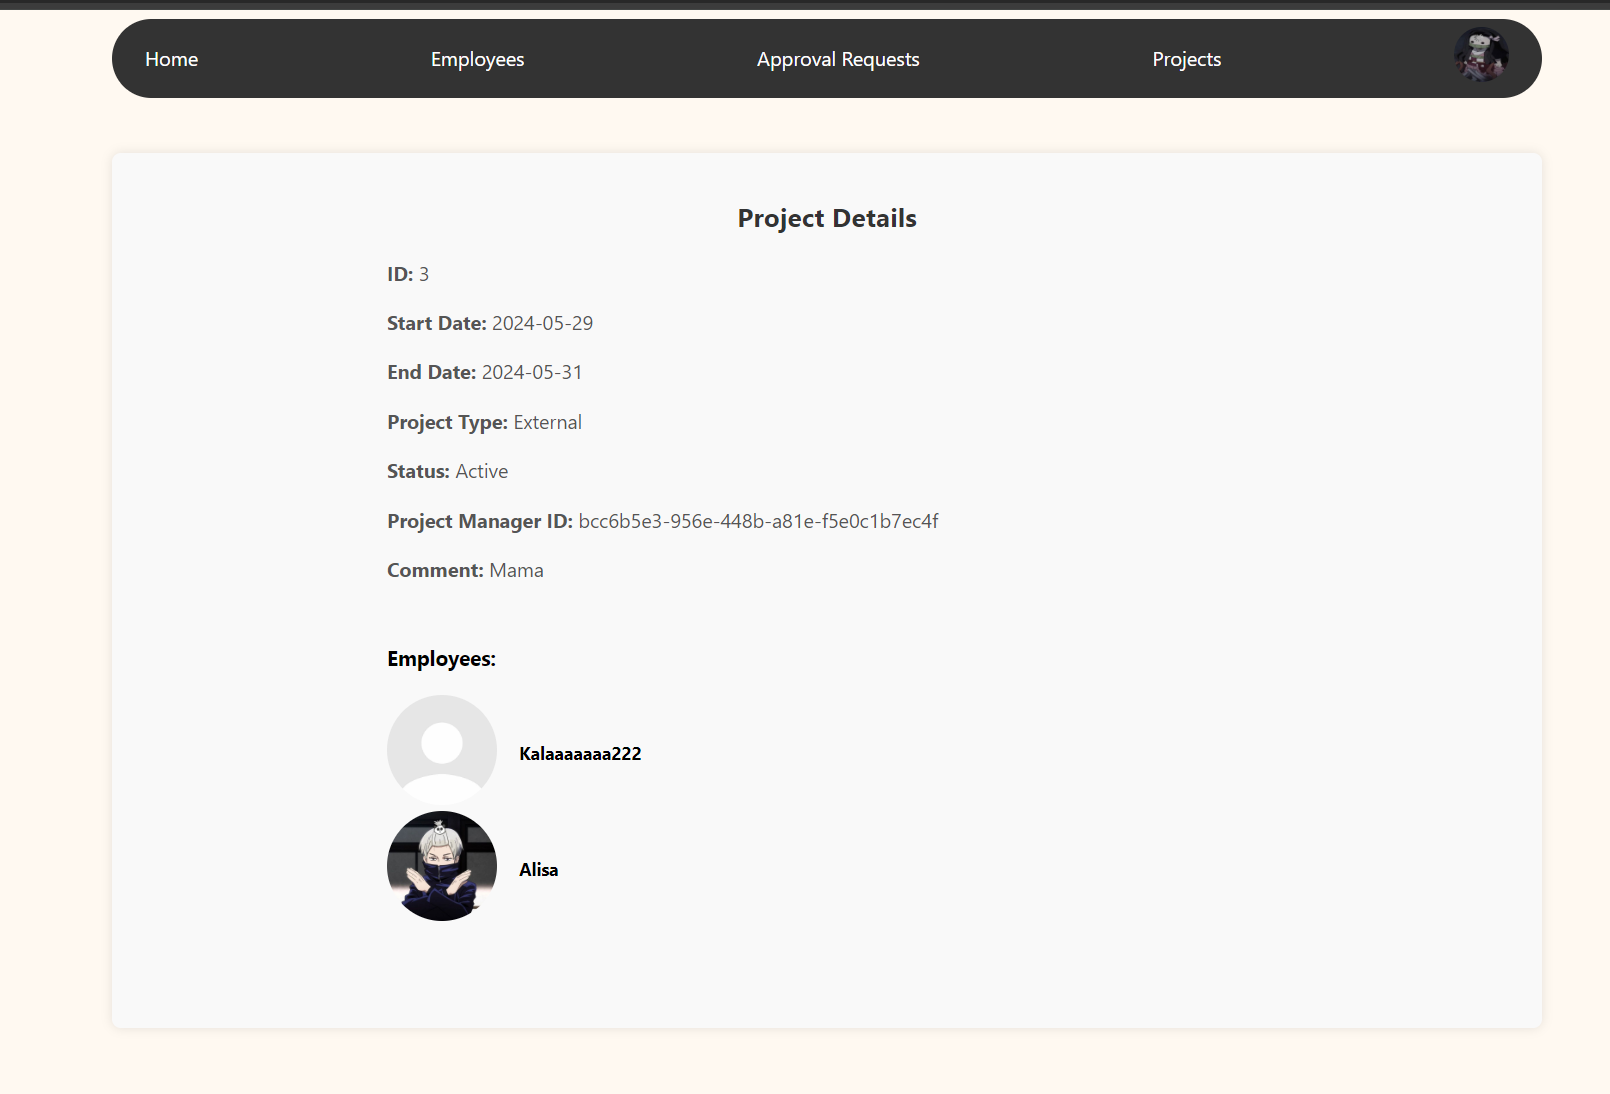 Home Employees Approval Requests Projects
Project Details
ID: 3
Start Date: 2024-05-29
End Date: 2024-05-31
Project Type: External
Status: Active
Project Manager ID: bcc6b5e3-956e-448b-a81e-f5e0c1b7ec4f
Comment: Mama
Employees:
Kalaaaaaaa222
Alisa